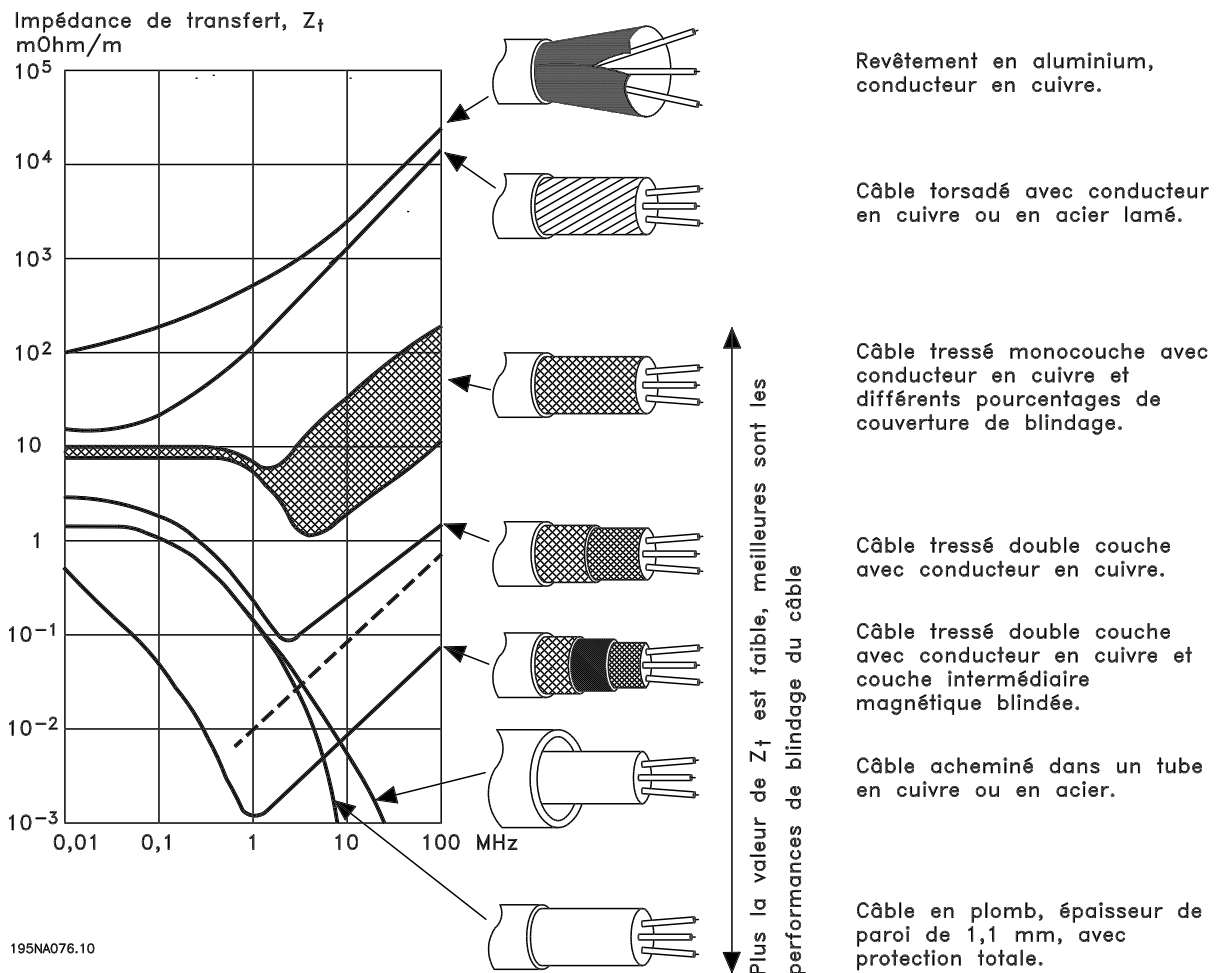 Impédance de transfert, Zt
mOhm/m
10⁵
10⁴
10³
10²
10
1
10⁻¹
10⁻²
10⁻³
0,01 0,1 1 10 100 MHz
Revêtement en aluminium,
conducteur en cuivre.
Câble torsadé avec conducteur
en cuivre ou en acier lamé.
Câble tressé monocouche avec
conducteur en cuivre et
différents pourcentages de
couverture de blindage.
Câble tressé double couche
avec conducteur en cuivre.
Câble tressé double couche
avec conducteur en cuivre et
couche intermédiaire
magnétique blindée.
Câble acheminé dans un tube
en cuivre ou en acier.
Câble en plomb, épaisseur de
paroi de 1,1 mm, avec
protection totale.
Plus la valeur de Zt est faible, meilleures sont les
performances de blindage du câble
195NA076.10